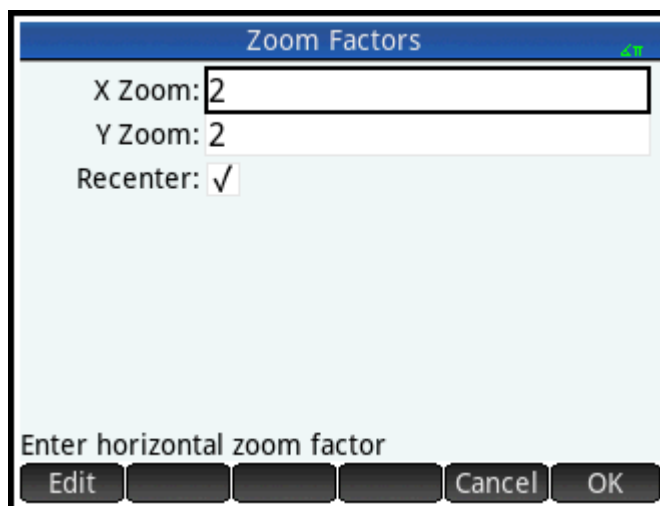 Zoom Factors
∡π
X Zoom: 2
Y Zoom: 2
Recenter: √
Enter horizontal zoom factor
Edit Cancel OK